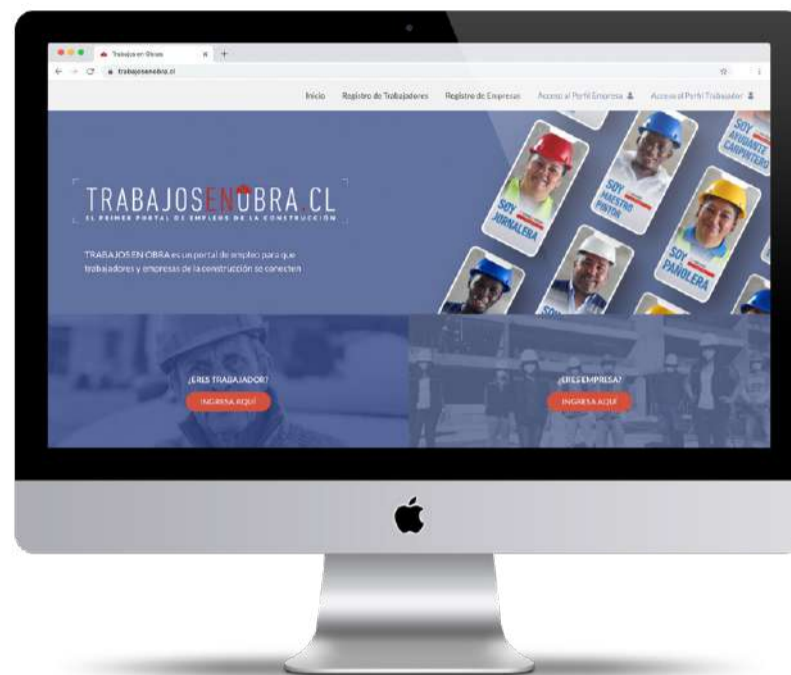 Trabajos en Obra
trabajosenobra.cl
Inicio
Registro de Trabajadores
Registro de Empresas
Acceso al Perfil Empresa
Acceso al Perfil Trabajador
TRABAJOSENOBRA.CL
EL PRIMER PORTAL DE EMPLEOS DE LA CONSTRUCCIÓN
TRABAJOS EN OBRA es un portal de empleo para que
trabajadores y empresas de la construcción se conecten
SOY
JORNALERA
SOY
MAESTRO
PINTOR
SOY
AYUDANTE
CARPINTERO
SOY
PAÑOLERA
¿ERES TRABAJADOR?
INGRESA AQUÍ
¿ERES EMPRESA?
INGRESA AQUÍ